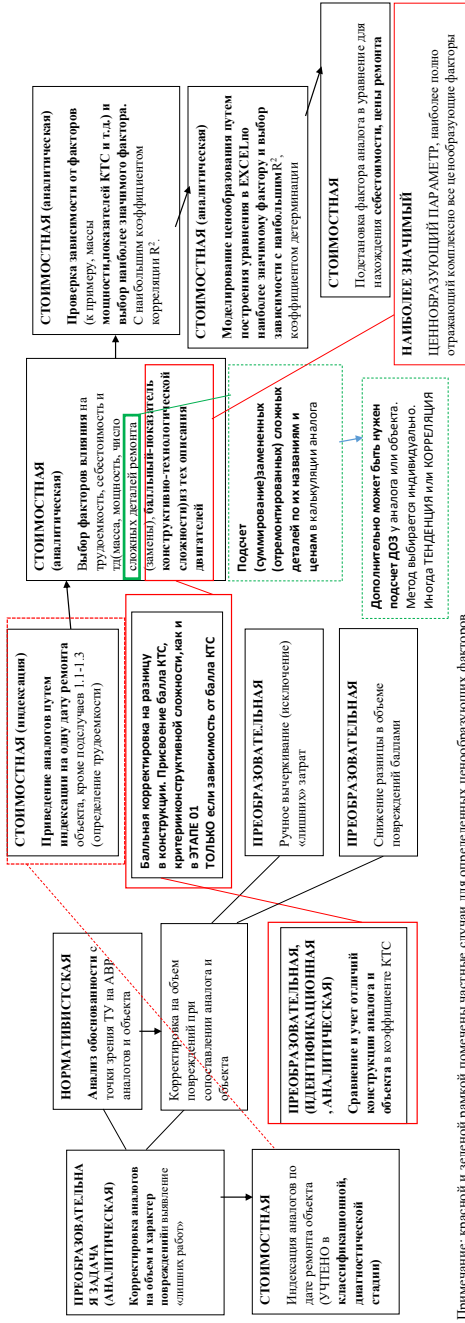 ПРЕОБРАЗОВАТЕЛЬНА
Я ЗАДАЧА
(АНАЛИТИЧЕСКАЯ)
Корректировка аналогов
на объем и характер
повреждений и выявление
«лишних работ»
СТОИМОСТНАЯ
Индексация аналогов по
дате ремонта объекта
(УЧТЕНО в
классификационной,
диагностической
стадии)
НОРМАТИВИСТСКАЯ
Анализ обоснованности с
точки зрения ТУ на АВР
аналогов и объекта
Корректировка на объем
повреждений при
сопоставлении аналога и
объекта
ПРЕОБРАЗОВАТЕЛЬНАЯ,
(ИДЕНТИФИКАЦИОННАЯ
, АНАЛИТИЧЕСКАЯ)
Сравнение и учет отличий
конструкции аналога и
объекта в коэффициенте КТС
СТОИМОСТНАЯ (индексация)
Приведение аналогов путем
индексации на одну дату ремонта
объекта, кроме подслучаев 1.1-1.3
(определение трудоемкости)
Балльная корректировка на разницу
в конструкции. Присвоение балла КТС,
критерииконструктивной сложности,как и
в ЭТАПЕ 01
ТОЛЬКО если зависимость от балла КТС
ПРЕОБРАЗОВАТЕЛЬНАЯ
Ручное вычеркивание (исключение)
«лишних» затрат
ПРЕОБРАЗОВАТЕЛЬНАЯ
Снижение разницы в объеме
повреждений баллами
СТОИМОСТНАЯ
(аналитическая)
Выбор факторов влияния на
трудоемкость, себестоимость и
тд(масса, мощность, число
сложных деталей ремонта
(замены), балльный-показатель
конструктивно-технологической
сложности)из тех описания
двигателей
Подсчет
(суммирование)замененных
(отремонтированных) сложных
деталей по их названиям и
ценам в калькуляции аналога
Дополнительно может быть нужен
подсчет ДОЗ у аналога или объекта.
Метод выбирается индивидуально.
Иногда ТЕНДЕНЦИЯ или КОРРЕЛЯЦИЯ
СТОИМОСТНАЯ (аналитическая)
Проверка зависимости от факторов
(к примеру, массы
мощности,показателей КТС и т.д.) и
выбор наиболее значимого фактора.
С наибольшим коэффициентом
корреляции R².
СТОИМОСТНАЯ (аналитическая)
Моделирование ценообразования путем
построения уравнения в EXCELпо
наиболее значимому фактору и выбор
зависимости с наибольшимR²,
коэффициентом детерминации
СТОИМОСТНАЯ
Подстановка фактора аналога в уравнение для
нахождения себестоимости, цены ремонта
НАИБОЛЕЕ ЗНАЧИМЫЙ
ЦЕННОБРАЗУЮЩИЙ ПАРАМЕТР, наиболее полно
отражающий комплексно все ценообразующие факторы
Примечание: красной и зеленой рамкой помечены частные случаи для определенных ценообразующих факторов